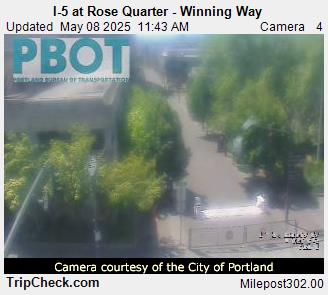 I-5 at Rose Quarter - Winning Way
Updated May 08 2025 11:43 AM Camera 4
PBOT
PORTLAND BUREAU OF TRANSPORTATION
Camera courtesy of the City of Portland
TripCheck.com Milepost302.00